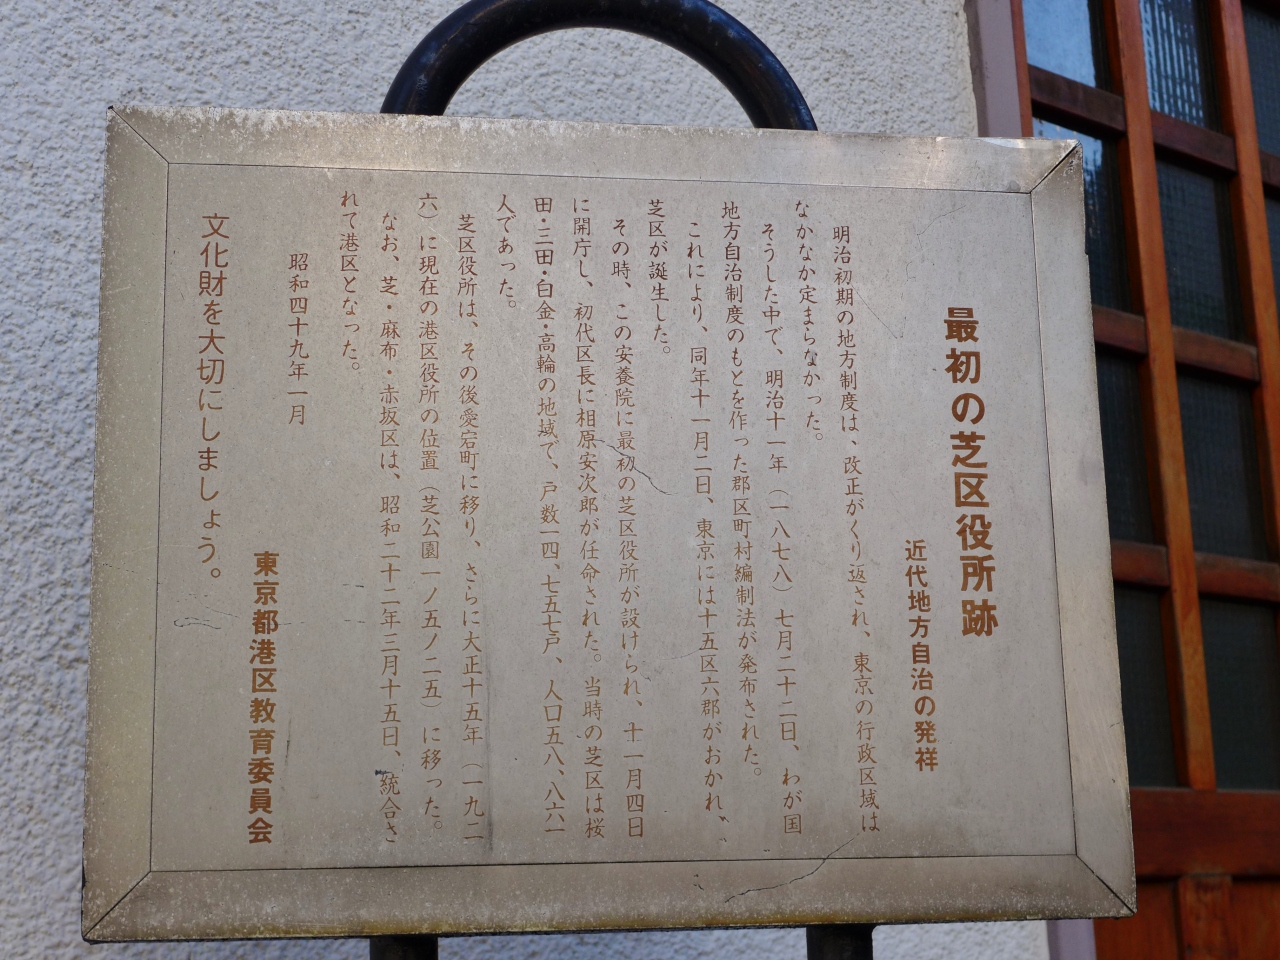 最初の芝区役所跡
近代地方自治の発祥
明治初期の地方制度は、改正がくり返され、東京の行政区域は
なかなか定まらなかった。
そうした中で、明治十一年（一八七八）七月二十二日、わが国
地方自治制度のもとを作った郡区町村編制法が発布された。
これにより、同年十一月二日、東京には十五区六郡がおかれ、
芝区が誕生した。
その時、この安養院に最初の芝区役所が設けられ、十一月四日
に開庁し、初代区長に相原安次郎が任命された。当時の芝区は桜
田・三田・白金・高輪の地域で、戸数一四、七五七戸、人口五八、八六一
人であった。
芝区役所は、その後愛宕町に移り、さらに大正十五年（一九二
六）に現在の港区役所の位置（芝公園一ノ五ノ二五）に移った。
なお、芝・麻布・赤坂区は、昭和二十二年三月十五日、統合さ
れて港区となった。
昭和四十九年一月
東京都港区教育委員会
文化財を大切にしましょう。